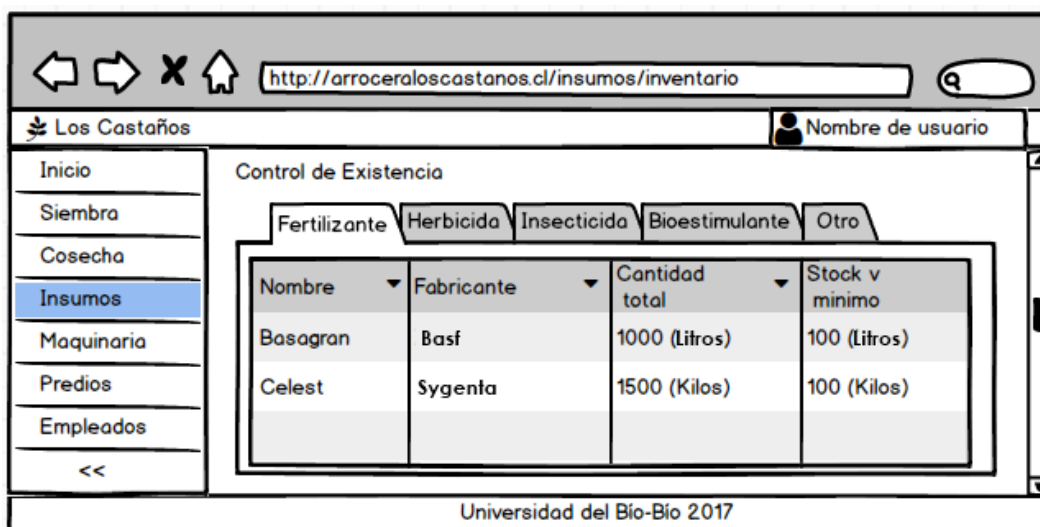 http://arroceraloscastanos.cl/insumos/inventario
Los Castaños
Nombre de usuario
Inicio
Siembra
Cosecha
Insumos
Maquinaria
Predios
Empleados
<<
Control de Existencia
Fertilizante Herbicida Insecticida Bioestimulante Otro
Nombre Fabricante Cantidad total Stock v minimo
Basagran Basf 1000 (Litros) 100 (Litros)
Celest Sygenta 1500 (Kilos) 100 (Kilos)
Universidad del Bío-Bío 2017